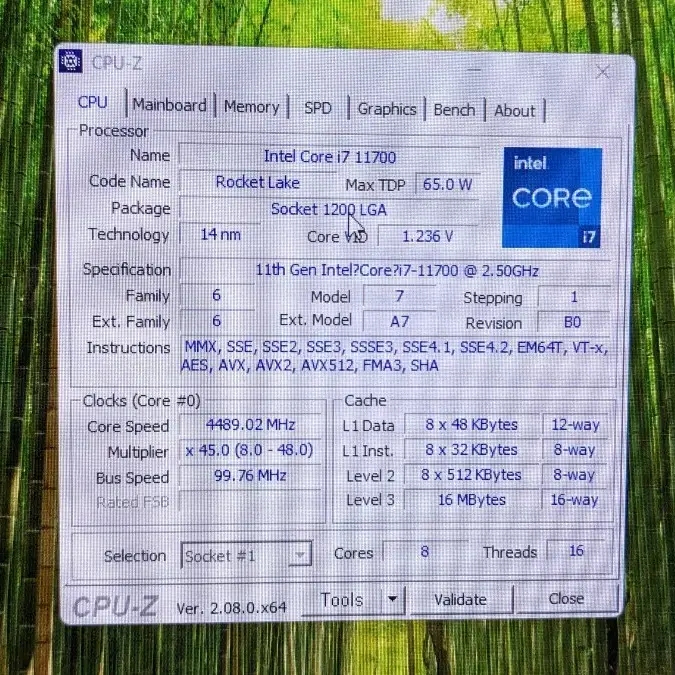 CPU-Z
CPU Mainboard Memory SPD Graphics Bench About
Processor
Name Intel Core i7 11700
Code Name Rocket Lake Max TDP 65.0 W
Package Socket 1200 LGA
Technology 14 nm Core VID 1.236 V
intel
CORE
i7
Specification 11th Gen Intel?Core?i7-11700 @ 2.50GHz
Family 6 Model 7 Stepping 1
Ext. Family 6 Ext. Model A7 Revision B0
Instructions MMX, SSE, SSE2, SSE3, SSSE3, SSE4.1, SSE4.2, EM64T, VT-x,
AES, AVX, AVX2, AVX512, FMA3, SHA
Clocks (Core #0)
Core Speed 4489.02 MHz
Multiplier x 45.0 (8.0 - 48.0)
Bus Speed 99.76 MHz
Rated FSB
Cache
L1 Data 8 x 48 KBytes 12-way
L1 Inst. 8 x 32 KBytes 8-way
Level 2 8 x 512 KBytes 8-way
Level 3 16 MBytes 16-way
Selection Socket #1 Cores 8 Threads 16
CPU-Z Ver. 2.08.0.x64 Tools Validate Close